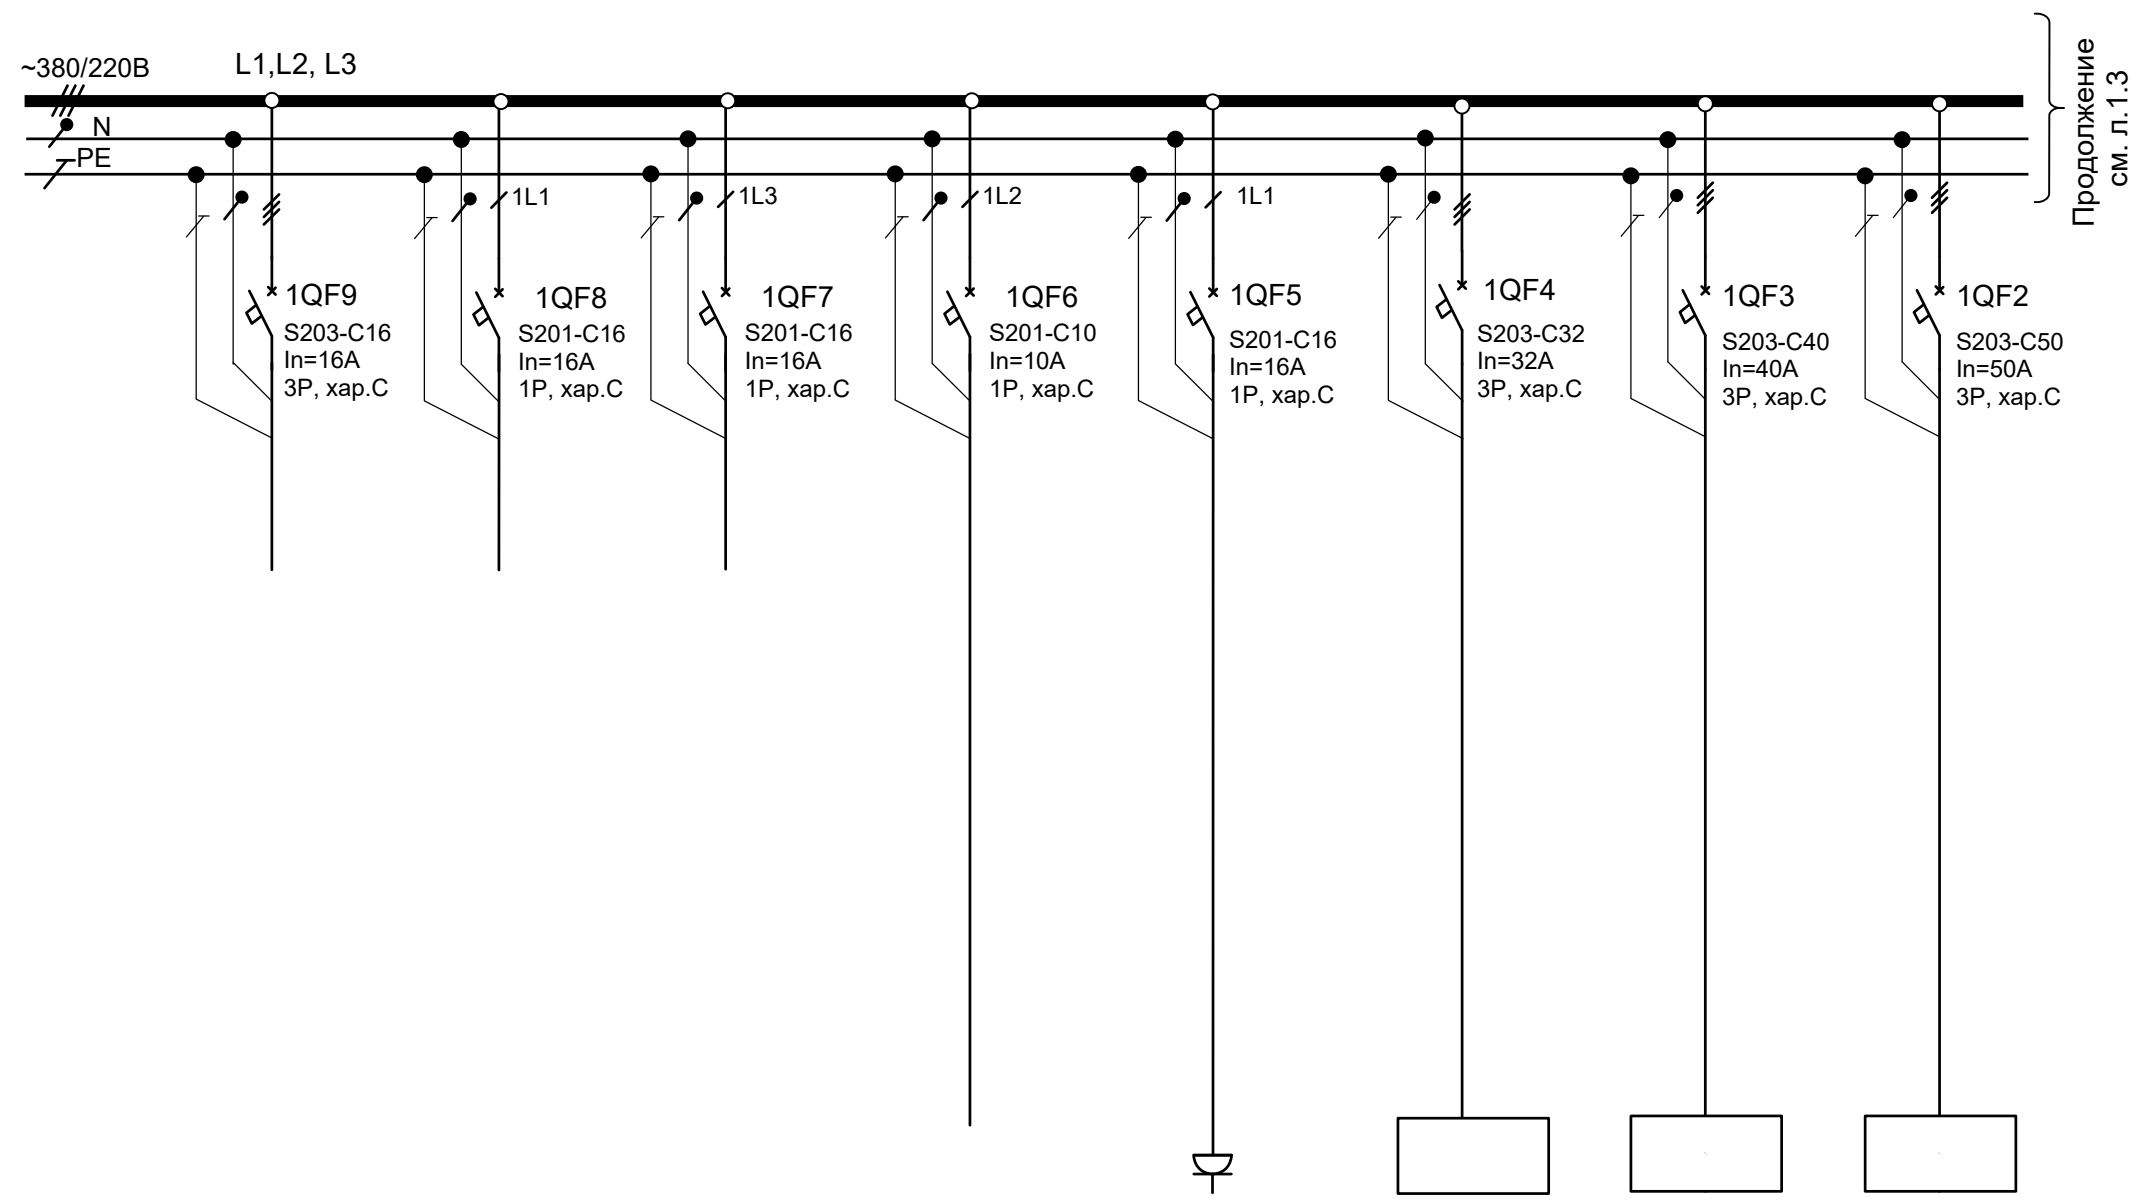 ~380/220В
L1,L2, L3
N
PE
1L1
1L3
1L2
1L1
Продолжение
см. л.1.3
1QF9
S203-C16
In=16A
3P, хар.С
1QF8
S201-C16
In=16A
1P, хар.С
1QF7
S201-C16
In=16A
1P, хар.С
1QF6
S201-C10
In=10A
1P, хар.С
1QF5
S201-C16
In=16A
1P, хар.С
1QF4
S203-C32
In=32A
3P, хар.С
1QF3
S203-C40
In=40A
3P, хар.С
1QF2
S203-C50
In=50A
3P, хар.С